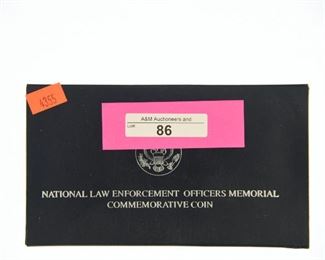 4355
A&M Auctioneers and
Lot#
86
NATIONAL LAW ENFORCEMENT OFFICERS MEMORIAL
COMMEMORATIVE COIN